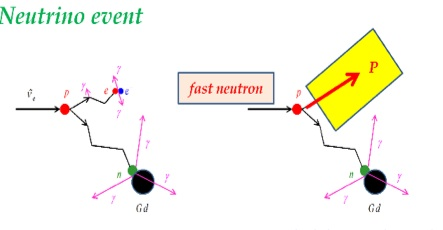 Neutrino event
P
γ
fast neutron
ν̃e p γ e e p
γ
γ γ
n γ n γ
γ γ
Gd Gd